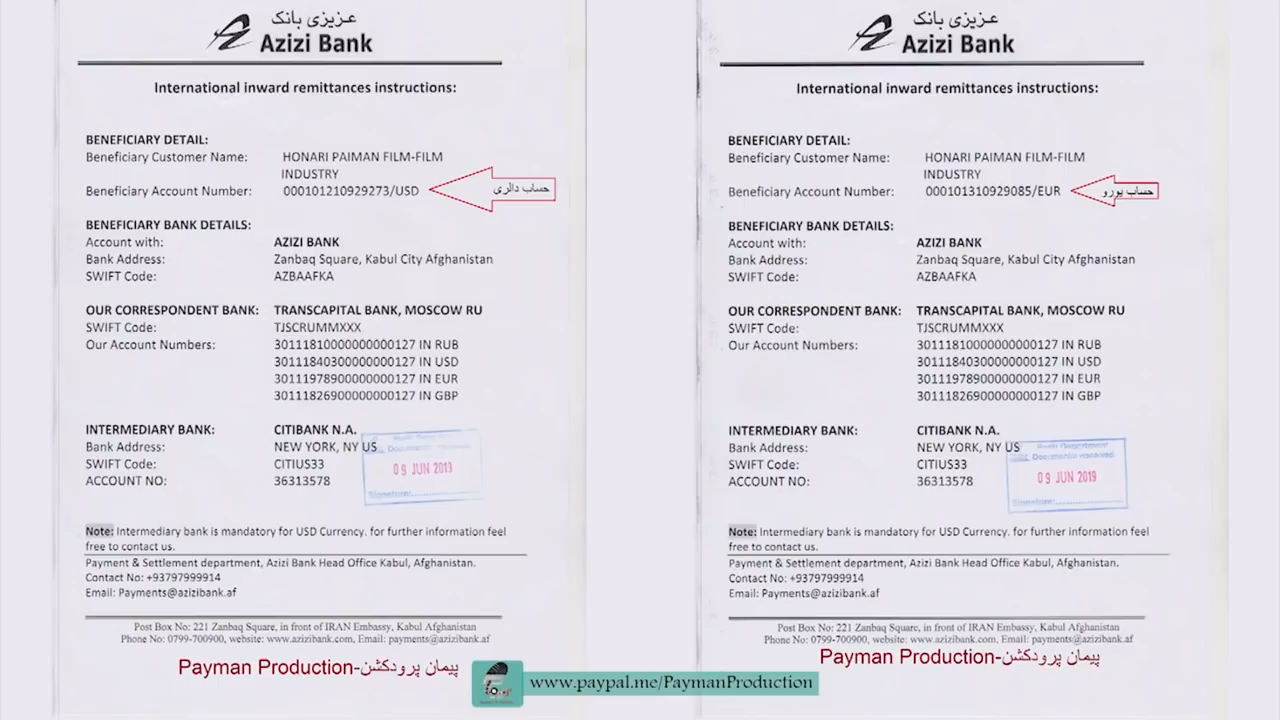 عزیزی بانک
Azizi Bank
International inward remittances instructions:
BENEFICIARY DETAIL:
Beneficiary Customer Name: HONARI PAIMAN FILM-FILM
INDUSTRY
Beneficiary Account Number: 000101210929273/USD
حساب دالری
BENEFICIARY BANK DETAILS:
Account with: AZIZI BANK
Bank Address: Zanbaq Square, Kabul City Afghanistan
SWIFT Code: AZBAAFKA
OUR CORRESPONDENT BANK: TRANSCAPITAL BANK, MOSCOW RU
SWIFT Code: TJSCRUMMXXX
Our Account Numbers: 30111810000000000127 IN RUB
30111840300000000127 IN USD
30111978900000000127 IN EUR
30111826900000000127 IN GBP
INTERMEDIARY BANK: CITIBANK N.A.
Bank Address: NEW YORK, NY US
SWIFT Code: CITIUS33
ACCOUNT NO: 36313578
09 JUN 2019
Signature:
Note: Intermediary bank is mandatory for USD Currency. for further information feel
free to contact us.
Payment & Settlement department, Azizi Bank Head Office Kabul, Afghanistan.
Contact No: +93797999914
Email: Payments@azizibank.af
Post Box No: 221 Zanbaq Square, in front of IRAN Embassy, Kabul Afghanistan
Phone No: 0799-700900, website: www.azizibank.com, Email: payments@azizibank.af
Payman Production-پیمان پرودکشن
عزیزی بانک
Azizi Bank
International inward remittances instructions:
BENEFICIARY DETAIL:
Beneficiary Customer Name: HONARI PAIMAN FILM-FILM
INDUSTRY
Beneficiary Account Number: 000101310929085/EUR
حساب یورو
BENEFICIARY BANK DETAILS:
Account with: AZIZI BANK
Bank Address: Zanbaq Square, Kabul City Afghanistan
SWIFT Code: AZBAAFKA
OUR CORRESPONDENT BANK: TRANSCAPITAL BANK, MOSCOW RU
SWIFT Code: TJSCRUMMXXX
Our Account Numbers: 30111810000000000127 IN RUB
30111840300000000127 IN USD
30111978900000000127 IN EUR
30111826900000000127 IN GBP
INTERMEDIARY BANK: CITIBANK N.A.
Bank Address: NEW YORK, NY US
SWIFT Code: CITIUS33
ACCOUNT NO: 36313578
Documents received
09 JUN 2019
Signature:
Note: Intermediary bank is mandatory for USD Currency. for further information feel
free to contact us.
Payment & Settlement department, Azizi Bank Head Office Kabul, Afghanistan.
Contact No: +93797999914
Email: Payments@azizibank.af
Post Box No: 221 Zanbaq Square, in front of IRAN Embassy, Kabul Afghanistan
Phone No: 0799-700900, website: www.azizibank.com, Email: payments@azizibank.af
Payman Production-پیمان پرودکشن
www.paypal.me/PaymanProduction